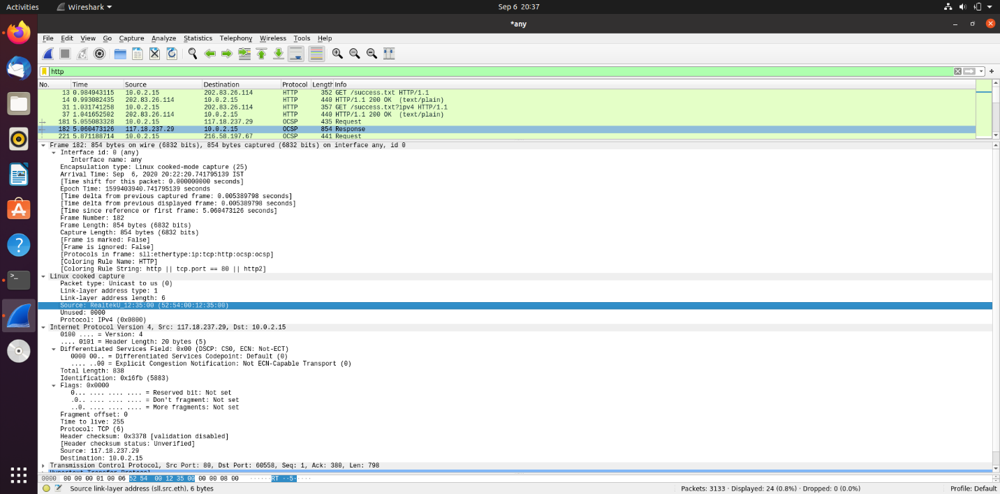 Activities Wireshark Sep 6 20:37
*any
File Edit View Go Capture Analyze Statistics Telephony Wireless Tools Help
http
No. Time Source Destination Protocol Length Info
13 0.984943115 10.0.2.15 202.83.26.114 HTTP 352 GET /success.txt HTTP/1.1
14 0.993082435 202.83.26.114 10.0.2.15 HTTP 440 HTTP/1.1 200 OK (text/plain)
31 1.031741258 10.0.2.15 202.83.26.114 HTTP 357 GET /success.txt?ipv4 HTTP/1.1
37 1.041652502 202.83.26.114 10.0.2.15 HTTP 440 HTTP/1.1 200 OK (text/plain)
181 5.055083328 10.0.2.15 117.18.237.29 OCSP 435 Request
182 5.060473126 117.18.237.29 10.0.2.15 OCSP 854 Response
221 5.871188714 10.0.2.15 216.58.197.67 OCSP 441 Request
Frame 182: 854 bytes on wire (6832 bits), 854 bytes captured (6832 bits) on interface any, id 0
Interface id: 0 (any)
Interface name: any
Encapsulation type: Linux cooked-mode capture (25)
Arrival Time: Sep 6, 2020 20:22:20.741795139 IST
[Time shift for this packet: 0.000000000 seconds]
Epoch Time: 1599403940.741795139 seconds
[Time delta from previous captured frame: 0.005389798 seconds]
[Time delta from previous displayed frame: 0.005389798 seconds]
[Time since reference or first frame: 5.060473126 seconds]
Frame Number: 182
Frame Length: 854 bytes (6832 bits)
Capture Length: 854 bytes (6832 bits)
[Frame is marked: False]
[Frame is ignored: False]
[Protocols in frame: sll:ethertype:ip:tcp:http:ocsp:ocsp]
[Coloring Rule Name: HTTP]
[Coloring Rule String: http || tcp.port == 80 || http2]
Linux cooked capture
Packet type: Unicast to us (0)
Link-layer address type: 1
Link-layer address length: 6
Source: RealtekU_12:35:00 (52:54:00:12:35:00)
Unused: 0000
Protocol: IPv4 (0x0800)
Internet Protocol Version 4, Src: 117.18.237.29, Dst: 10.0.2.15
0100 .... = Version: 4
.... 0101 = Header Length: 20 bytes (5)
Differentiated Services Field: 0x00 (DSCP: CS0, ECN: Not-ECT)
0000 00.. = Differentiated Services Codepoint: Default (0)
.... ..00 = Explicit Congestion Notification: Not ECN-Capable Transport (0)
Total Length: 838
Identification: 0x16fb (5883)
Flags: 0x0000
0... .... .... .... = Reserved bit: Not set
.0.. .... .... .... = Don't fragment: Not set
..0. .... .... .... = More fragments: Not set
Fragment offset: 0
Time to live: 255
Protocol: TCP (6)
Header checksum: 0x3378 [validation disabled]
[Header checksum status: Unverified]
Source: 117.18.237.29
Destination: 10.0.2.15
Transmission Control Protocol, Src Port: 80, Dst Port: 60558, Seq: 1, Ack: 380, Len: 798
Hypertext Transfer Protocol
0000 00 00 00 01 00 06 52 54 00 12 35 00 00 00 08 00 ······RT ··5·····
Source link-layer address (sll.src.eth), 6 bytes Packets: 3133 · Displayed: 24 (0.8%) · Dropped: 0 (0.0%) Profile: Default